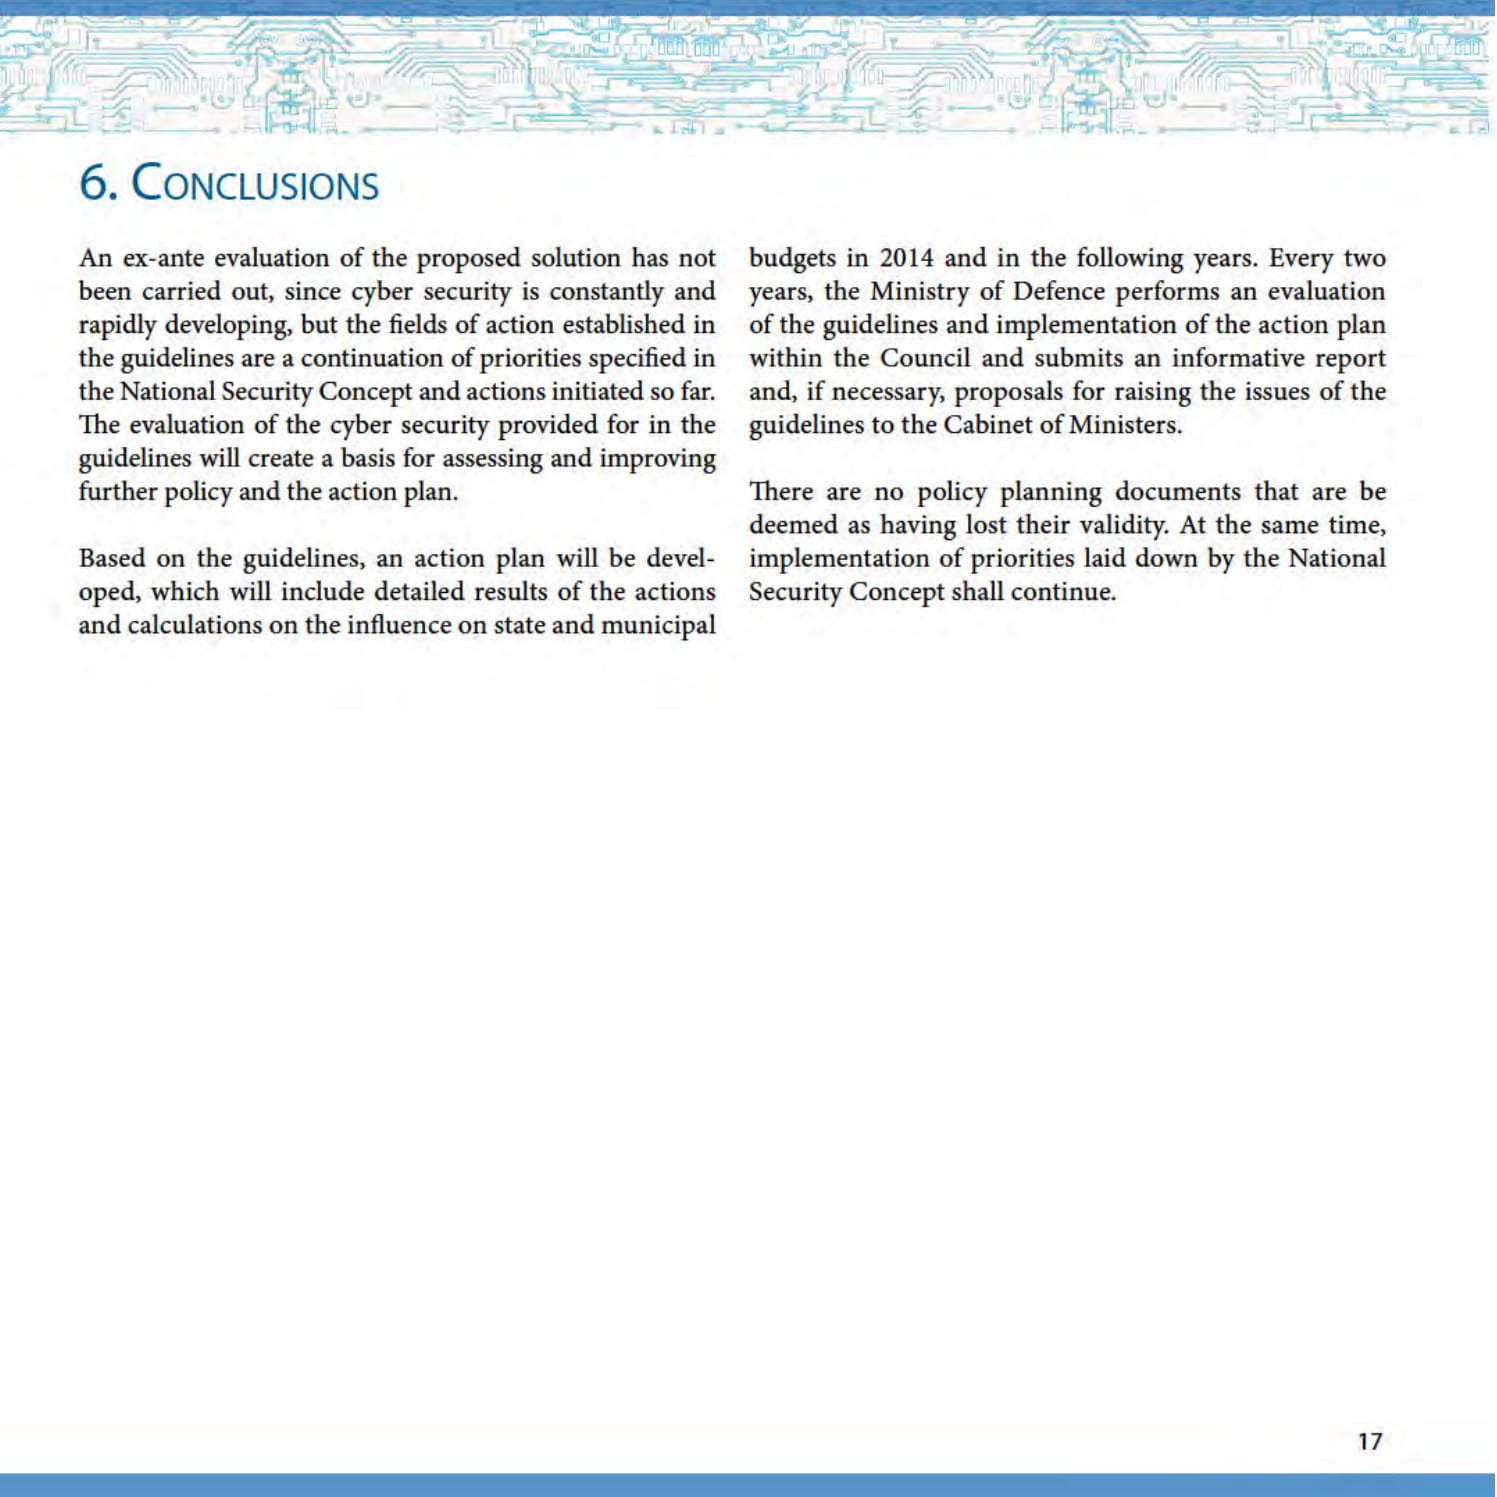 6. Conclusions
An ex-ante evaluation of the proposed solution has not
been carried out, since cyber security is constantly and
rapidly developing, but the fields of action established in
the guidelines are a continuation of priorities specified in
the National Security Concept and actions initiated so far.
The evaluation of the cyber security provided for in the
guidelines will create a basis for assessing and improving
further policy and the action plan.
Based on the guidelines, an action plan will be devel-
oped, which will include detailed results of the actions
and calculations on the influence on state and municipal
budgets in 2014 and in the following years. Every two
years, the Ministry of Defence performs an evaluation
of the guidelines and implementation of the action plan
within the Council and submits an informative report
and, if necessary, proposals for raising the issues of the
guidelines to the Cabinet of Ministers.
There are no policy planning documents that are be
deemed as having lost their validity. At the same time,
implementation of priorities laid down by the National
Security Concept shall continue.
17